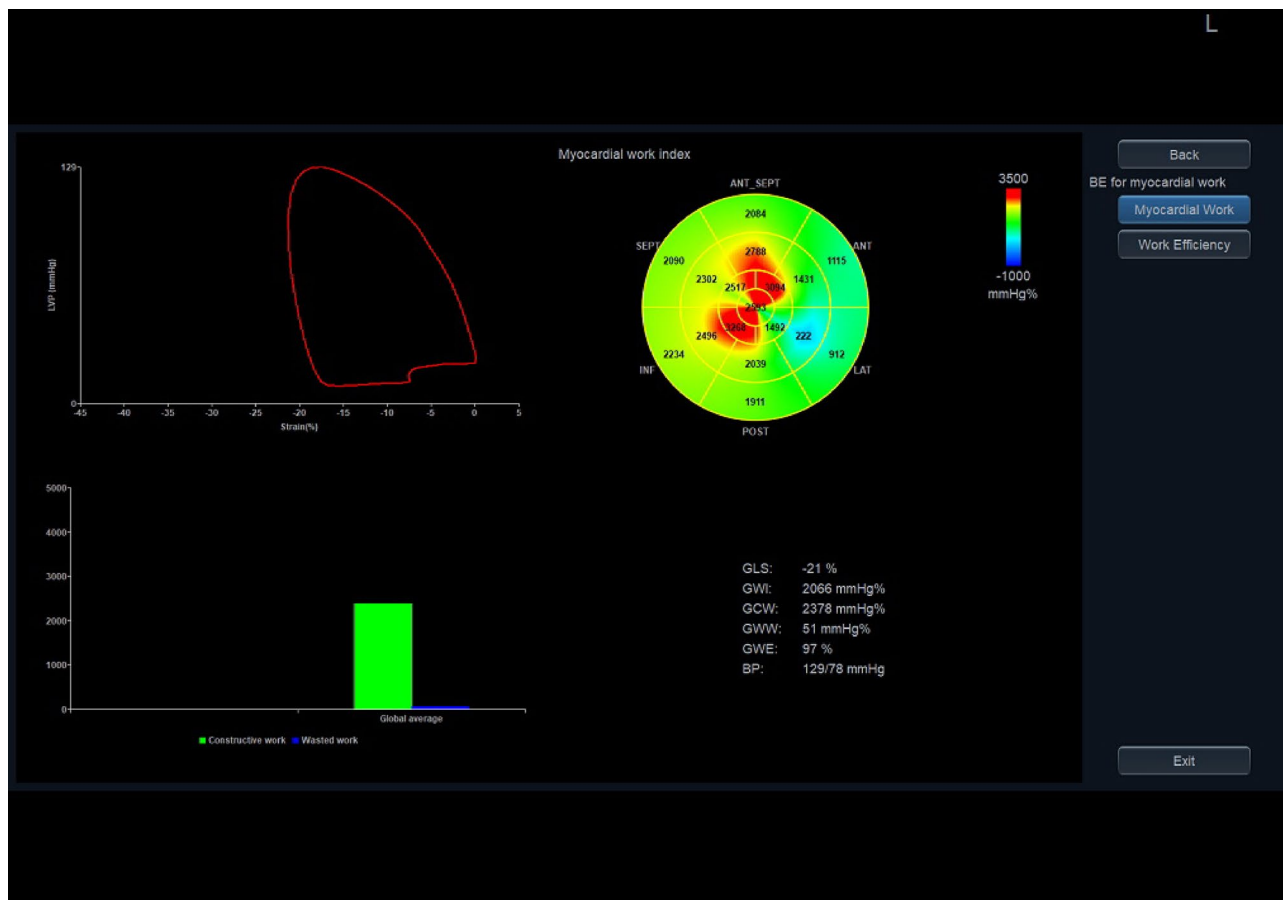 L
Myocardial work index
Back
BE for myocardial work
Myocardial Work
Work Efficiency
3500
-1000
mmHg%
129
0
LVP (mmHg)
-45 -40 -35 -30 -25 -20 -15 -10 -5 0 5
Strain(%)
ANT_SEPT
2084
SEPT
ANT
2090
2788
1115
2302
1431
2517
3094
2593
3268
1492
2496
222
2234
2039
912
INF
LAT
1911
POST
5000
4000
3000
2000
1000
0
Global average
Constructive work Wasted work
GLS: -21 %
GWI: 2066 mmHg%
GCW: 2378 mmHg%
GWW: 51 mmHg%
GWE: 97 %
BP: 129/78 mmHg
Exit